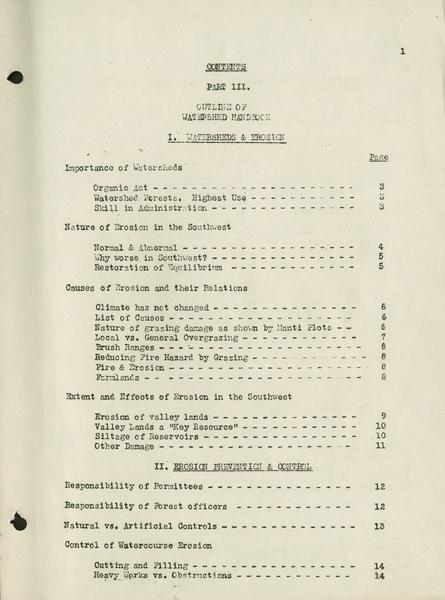 1
CONTENTS
PART III.
OUTLINE OF
WATERSHED HANDBOOK
I. WATERSHEDS & EROSION
Page
Importance of Watersheds
Organic Act - - - - - - - - - - - - - - - - - - - - 3
Watershed Forests, Highest Use - - - - - - - - - - 3
Skill in Administration - - - - - - - - - - - - - - 3
Nature of Erosion in the Southwest
Normal & Abnormal - - - - - - - - - - - - - - - - - 4
Why worse in Southwest? - - - - - - - - - - - - - - 5
Restoration of Equilibrium - - - - - - - - - - - - 5
Causes of Erosion and their Relations
Climate has not changed - - - - - - - - - - - - - - 6
List of Causes - - - - - - - - - - - - - - - - - - 6
Nature of grazing damage as shown by Manti Plots - - 6
Local vs. General Overgrazing - - - - - - - - - - - 7
Brush Ranges - - - - - - - - - - - - - - - - - - - 8
Reducing Fire Hazard by Grazing - - - - - - - - - - 8
Fire & Erosion - - - - - - - - - - - - - - - - - - 8
Farmlands - - - - - - - - - - - - - - - - - - - - - 8
Extent and Effects of Erosion in the Southwest
Erosion of valley lands - - - - - - - - - - - - - - 9
Valley Lands a "Key Resource" - - - - - - - - - - - 10
Siltage of Reservoirs - - - - - - - - - - - - - - - 10
Other Damage - - - - - - - - - - - - - - - - - - - 11
II. EROSION PREVENTION & CONTROL
Responsibility of Permittees - - - - - - - - - - - - - - 12
Responsibility of Forest officers - - - - - - - - - - - 12
Natural vs. Artificial Controls - - - - - - - - - - - - 13
Control of Watercourse Erosion
Cutting and Filling - - - - - - - - - - - - - - - - 14
Heavy Works vs. Obstructions - - - - - - - - - - - 14